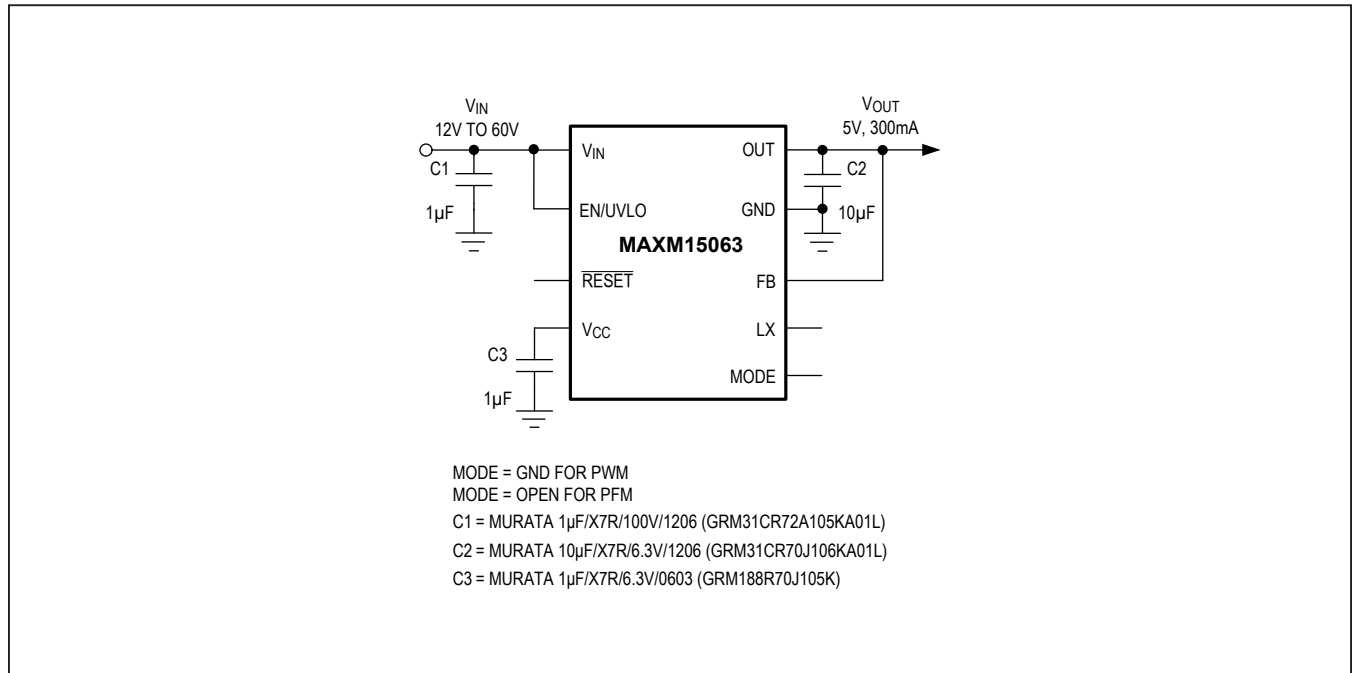 VIN
12V TO 60V
C1
1µF
VIN
EN/UVLO
RESET
VCC
C3
1µF
MAXM15063
OUT
GND
FB
LX
MODE
VOUT
5V, 300mA
C2
10µF
MODE = GND FOR PWM
MODE = OPEN FOR PFM
C1 = MURATA 1µF/X7R/100V/1206 (GRM31CR72A105KA01L)
C2 = MURATA 10µF/X7R/6.3V/1206 (GRM31CR70J106KA01L)
C3 = MURATA 1µF/X7R/6.3V/0603 (GRM188R70J105K)